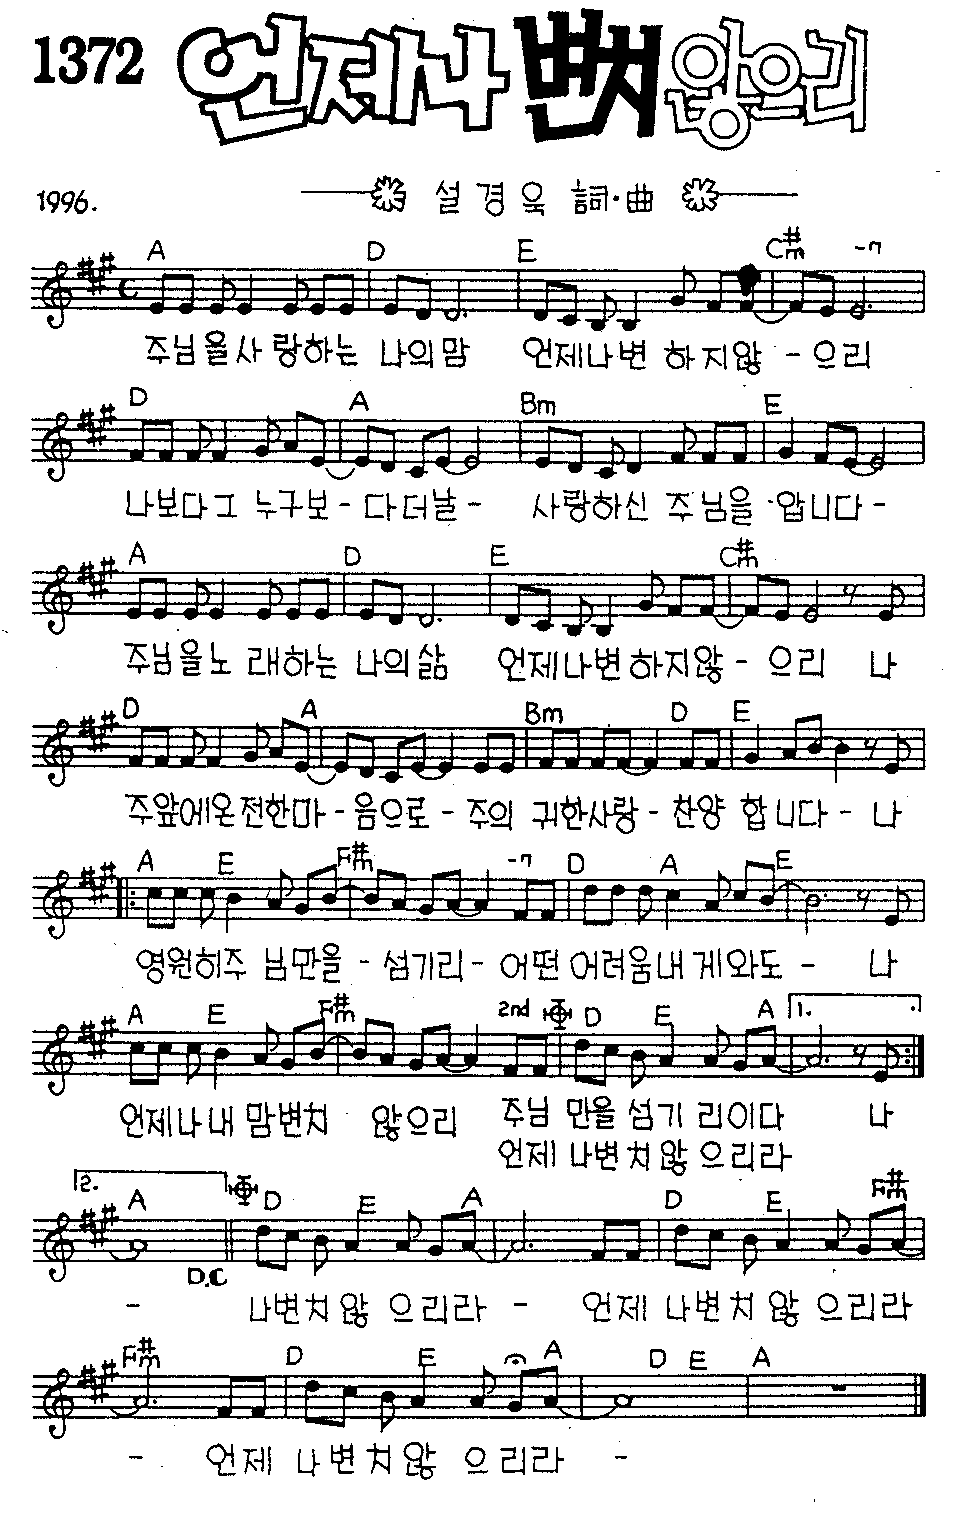 1372 언제나 변치 않으리
1996. 설경욱 詞·曲
A D E C#m -7
주님을사 랑하는 나의맘 언제나변 하지않 - 으리
D A Bm E
나보다그 누구보 - 다더날 - 사랑하신 주님을 압니다 -
A D E C#m
주님을노 래하는 나의삶 언제나변하지않 - 으리 나
D A Bm D E
주앞에온전한마 - 음으로 - 주의 귀한사랑 - 찬양 합니다 - 나
A E F#m -7 D A E
영원히주 님만을 - 섬기리 - 어떤 어려움내게와도 - 나
A E F#m 2nd D E A 1.
언제나내 맘변치 않으리 주님 만을 섬기 리이다 나
언제 나변치않 으리라
2. A D E A D E F#m
D.C
- 나변치않 으리라 - 언제 나변치않 으리라
F#m D E A D E A
- 언제 나변치않 으리라 -